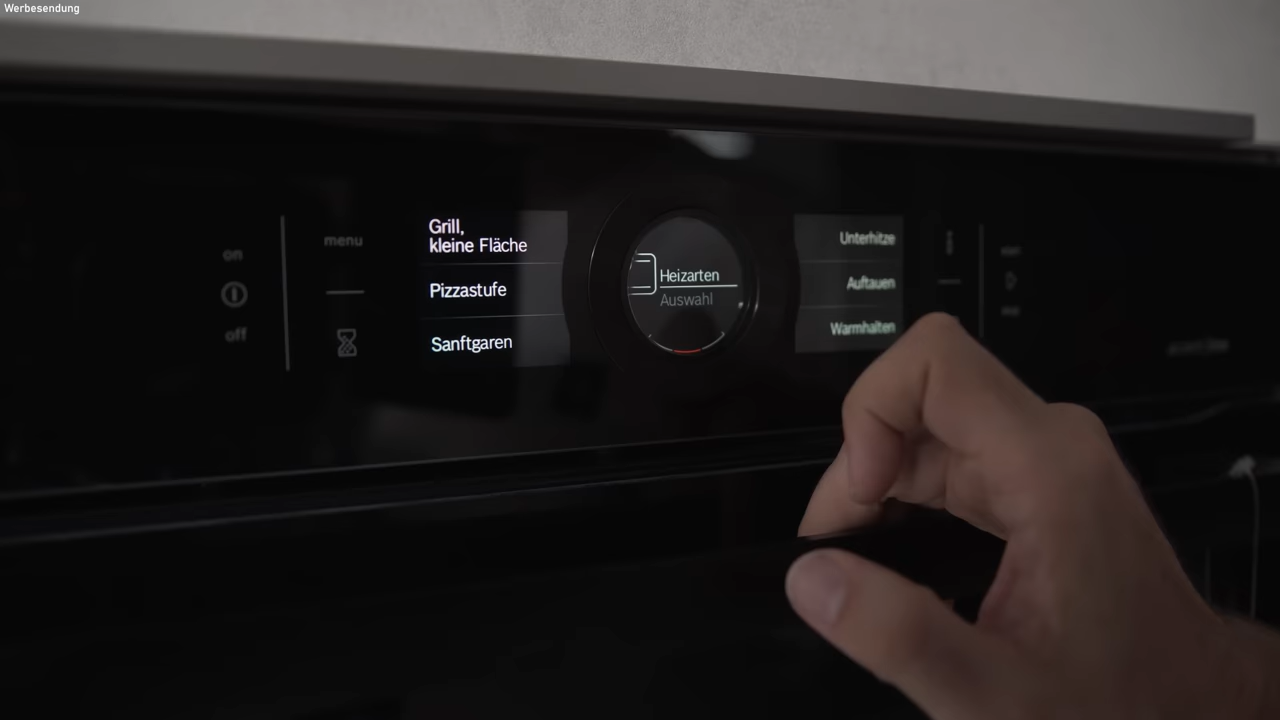 Werbesendung
on
off
menu
Grill,
kleine Fläche
Pizzastufe
Sanftgaren
Heizarten
Auswahl
Unterhitze
Auftauen
Warmhalten